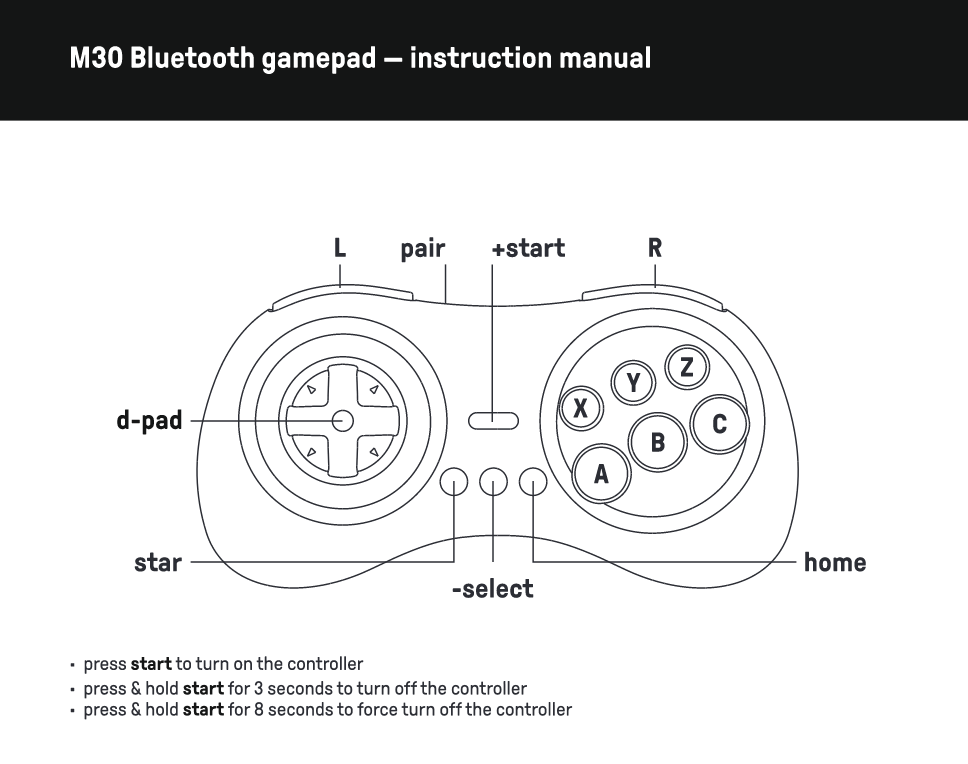 M30 Bluetooth gamepad — instruction manual
L pair +start R
Z
Y
X
C
B
A
d-pad
star
home
-select
• press start to turn on the controller
• press & hold start for 3 seconds to turn off the controller
• press & hold start for 8 seconds to force turn off the controller